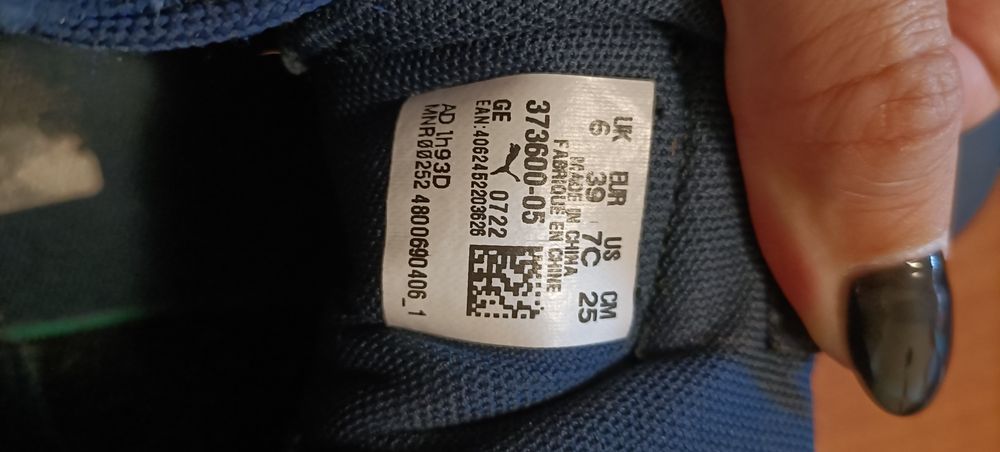 UK EUR US CM
6 39 7C 25
MADE IN CHINA
FABRIQUE EN CHINE
373600-05
GE 0722
EAN:4062452203626
AD 1h93D
MNR00252 4800690406_1